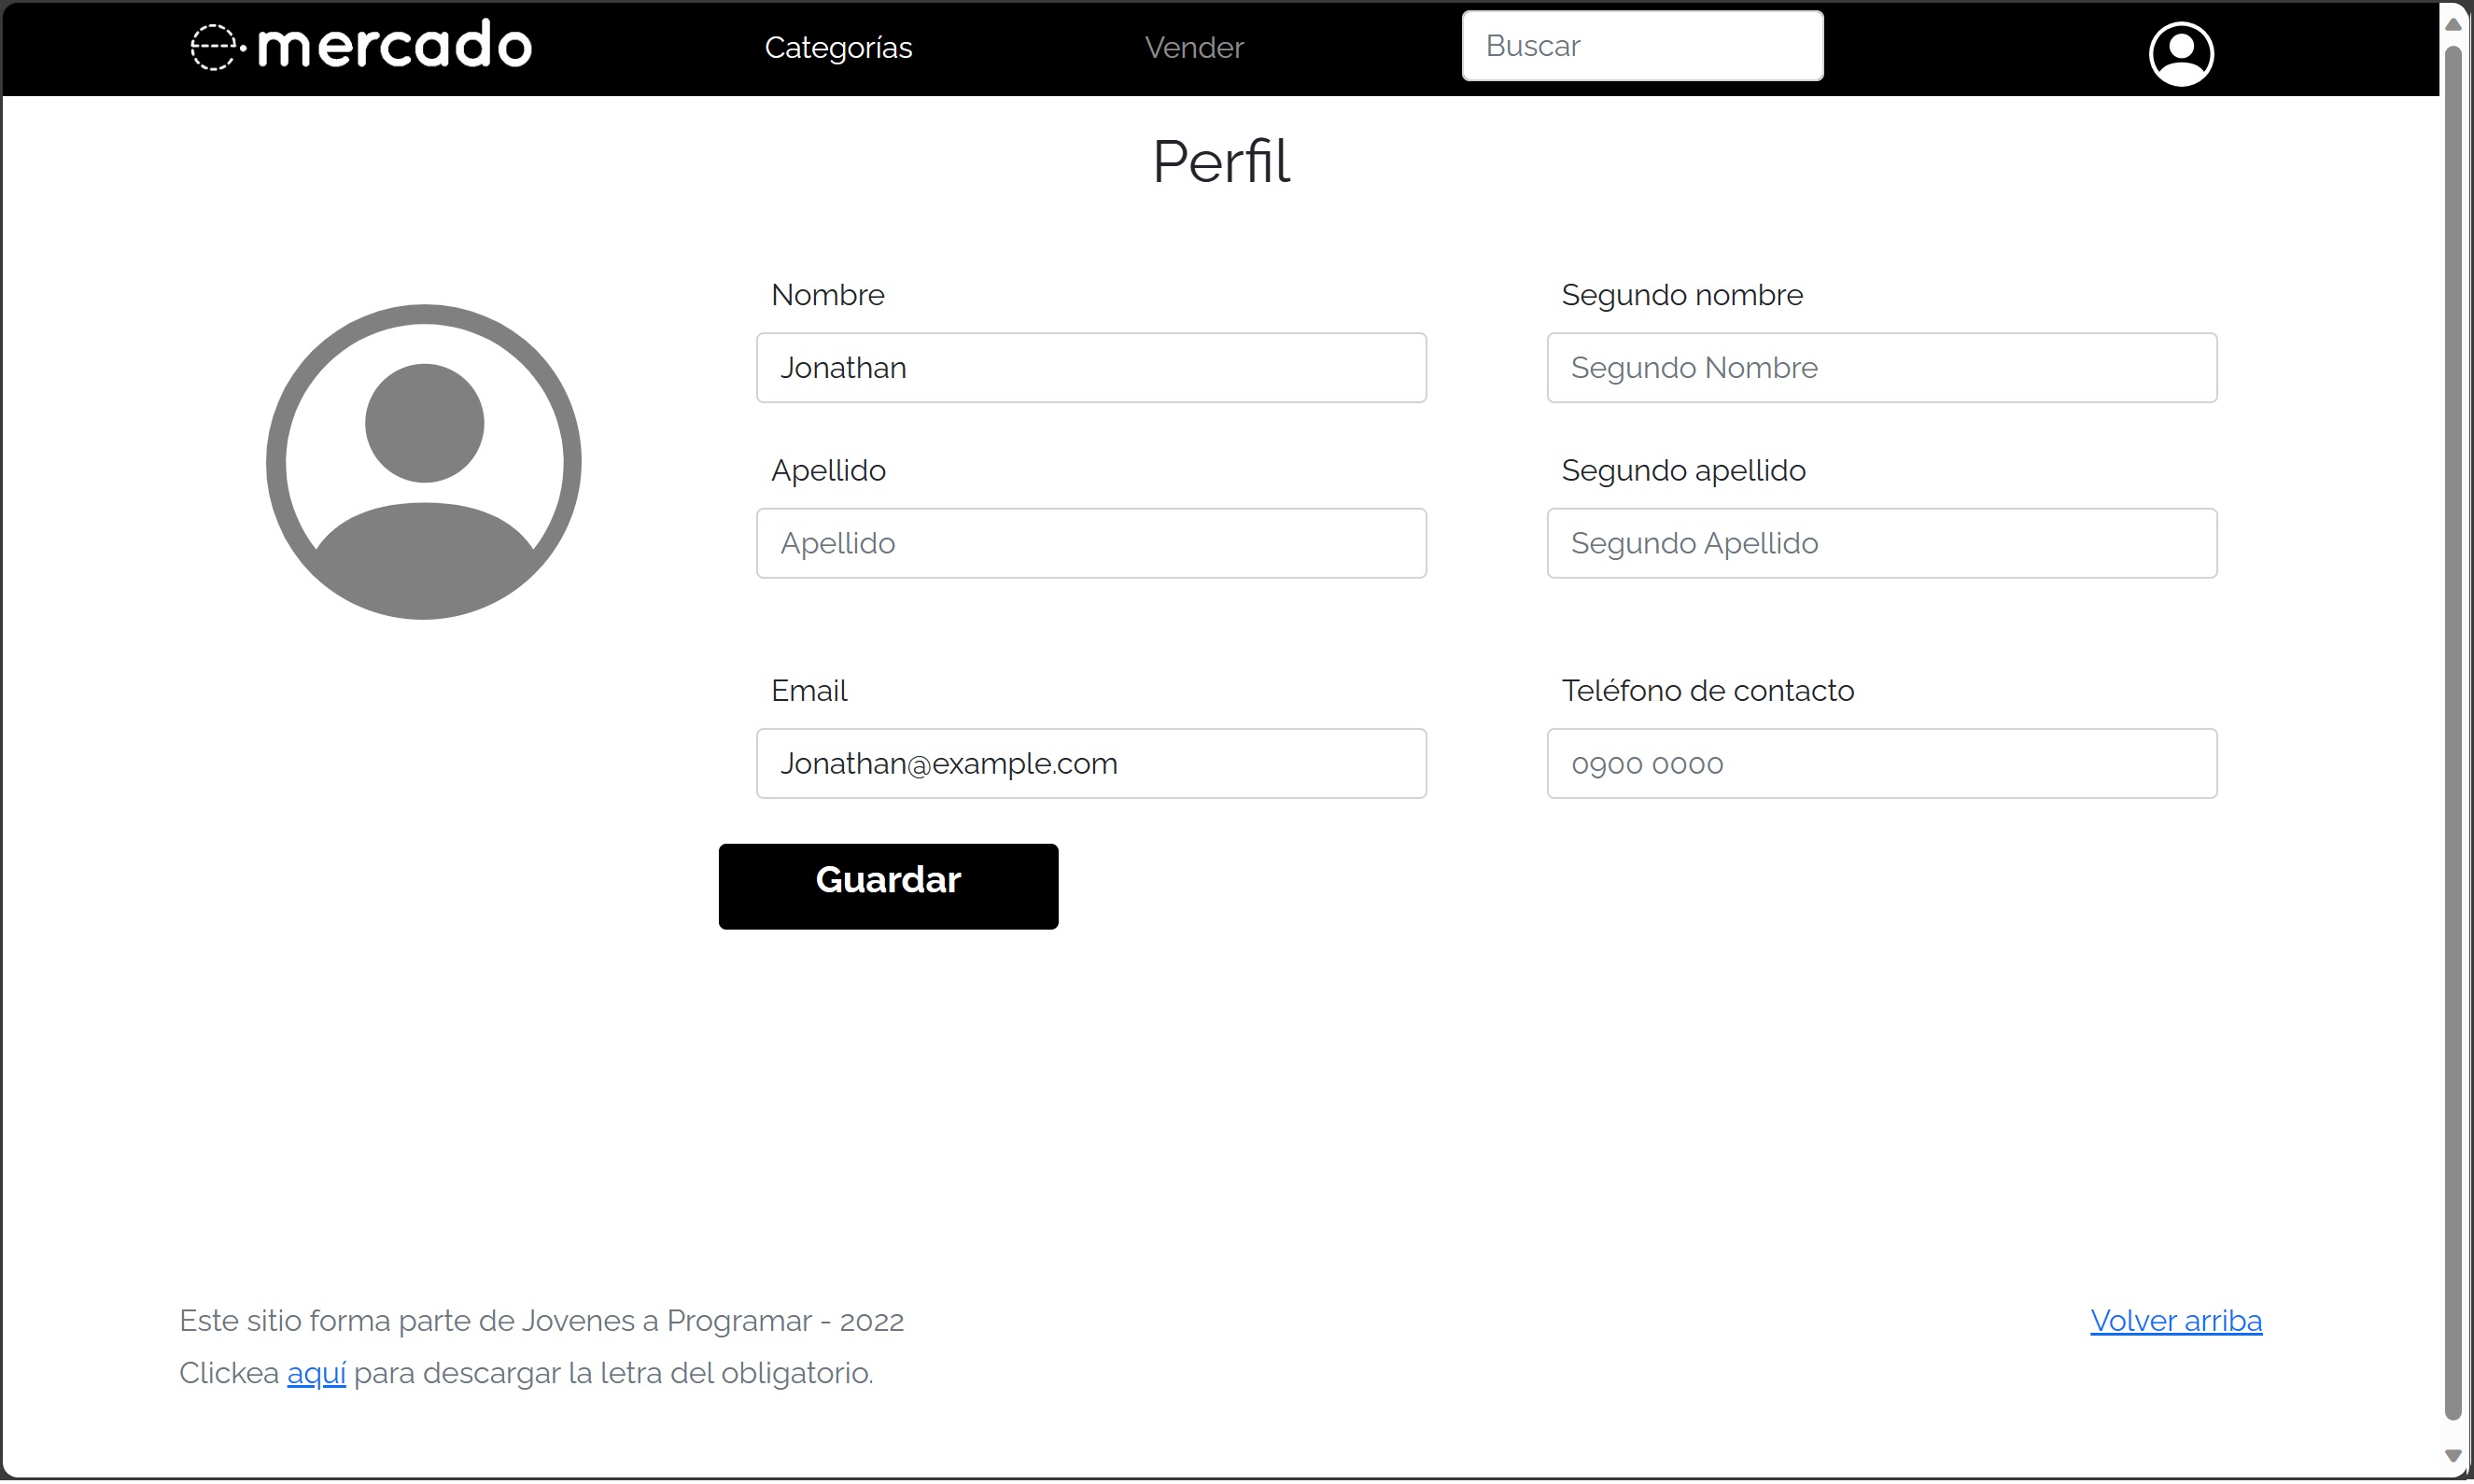 mercado Categorías Vender Buscar
Perfil
Nombre Segundo nombre
Jonathan Segundo Nombre
Apellido Segundo apellido
Apellido Segundo Apellido
Email Teléfono de contacto
Jonathan@example.com 0900 0000
Guardar
Este sitio forma parte de Jovenes a Programar - 2022 Volver arriba
Clickea aquí para descargar la letra del obligatorio.